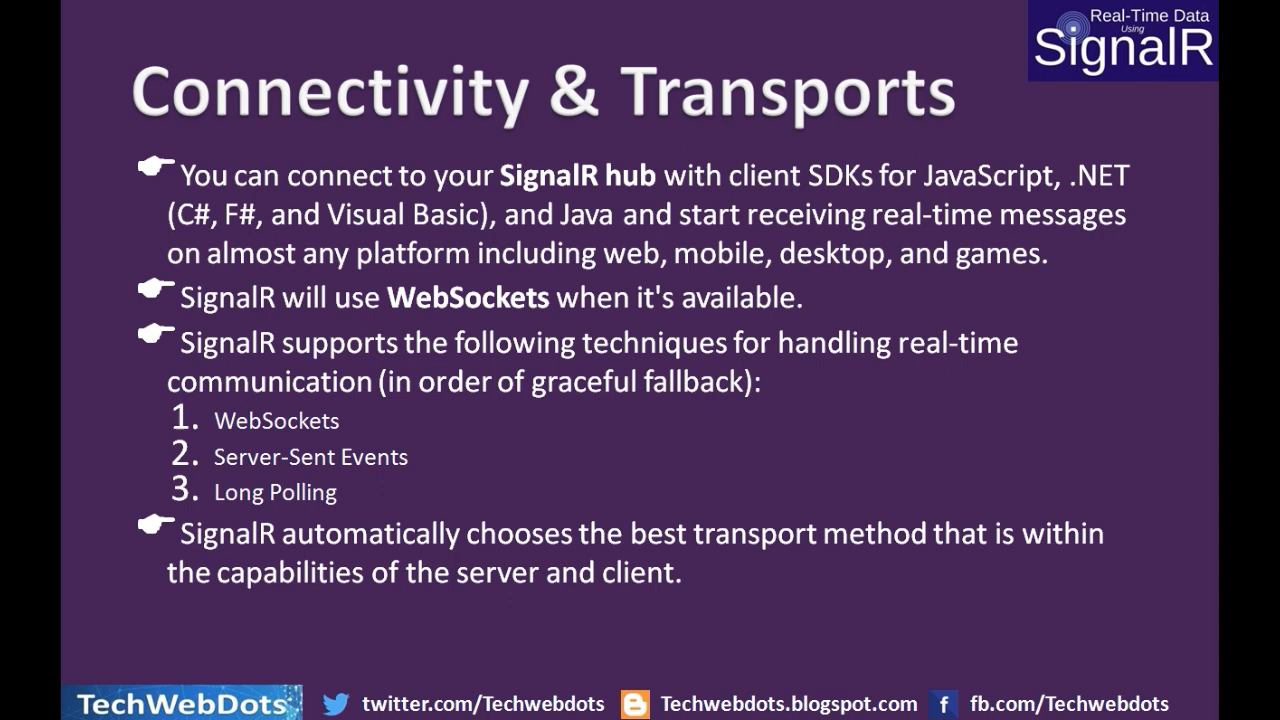 Real-Time Data
Using
SignalR
Connectivity & Transports
You can connect to your SignalR hub with client SDKs for JavaScript, .NET
(C#, F#, and Visual Basic), and Java and start receiving real-time messages
on almost any platform including web, mobile, desktop, and games.
SignalR will use WebSockets when it's available.
SignalR supports the following techniques for handling real-time
communication (in order of graceful fallback):
1. WebSockets
2. Server-Sent Events
3. Long Polling
SignalR automatically chooses the best transport method that is within
the capabilities of the server and client.
TechWebDots twitter.com/Techwebdots Techwebdots.blogspot.com f fb.com/Techwebdots